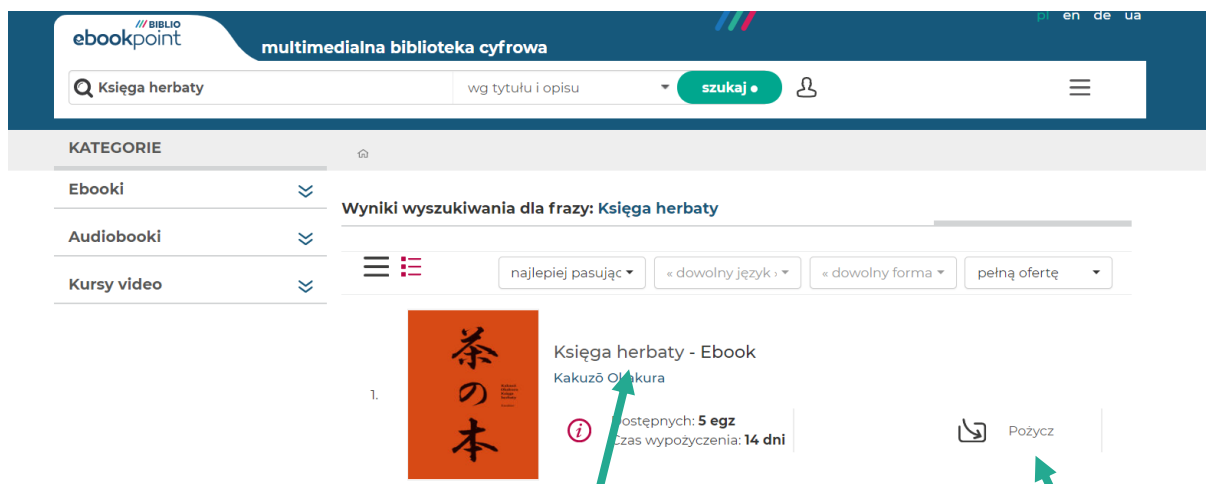 /// BIBLIO
ebookpoint
multimedialna biblioteka cyfrowa
pl en de ua
Księga herbaty
wg tytułu i opisu
szukaj
KATEGORIE
Ebooki
Audiobooki
Kursy video
Wyniki wyszukiwania dla frazy: Księga herbaty
najlepiej pasując
« dowolny język ›
« dowolny forma
pełną ofertę
1.
茶の本
Księga herbaty - Ebook
Kakuzō Okakura
Dostępnych: 5 egz
Czas wypożyczenia: 14 dni
Pożycz